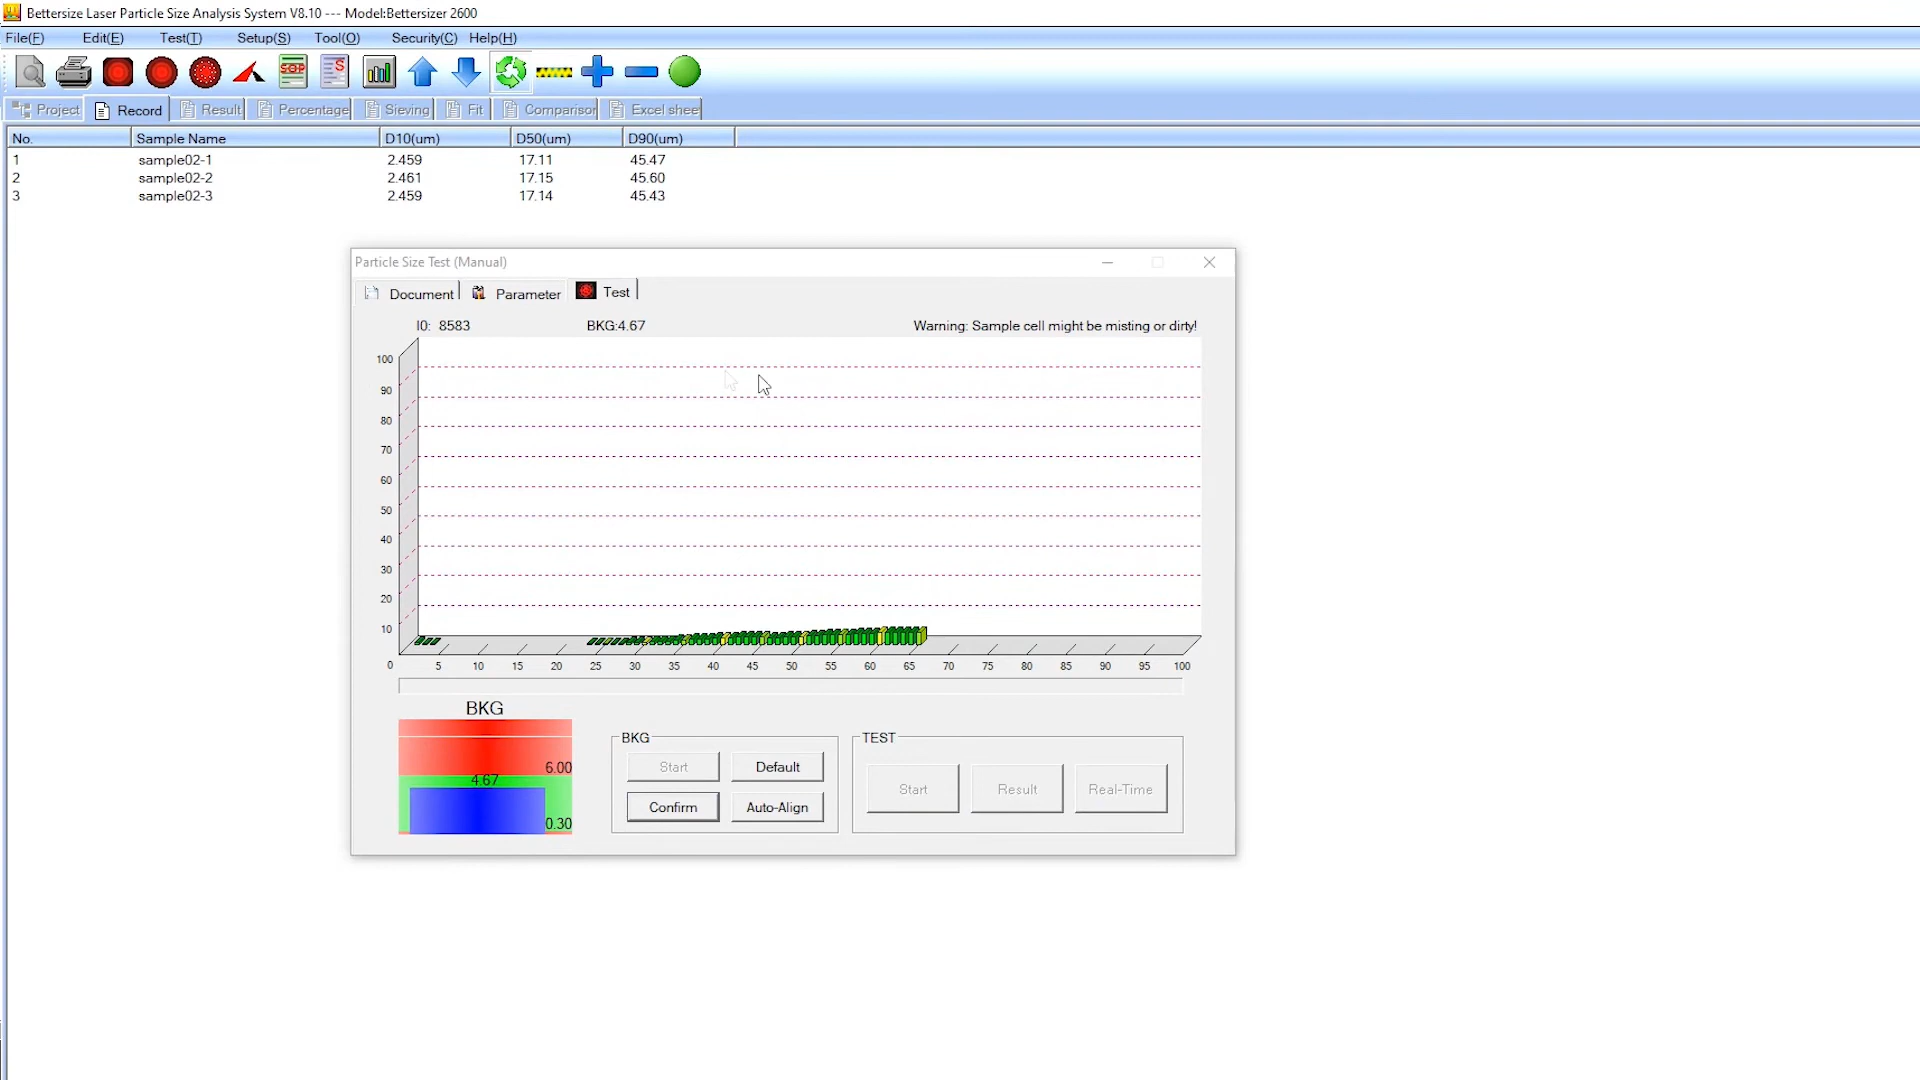 Bettersize Laser Particle Size Analysis System V8.10 --- Model:Bettersizer 2600
File(F) Edit(E) Test(T) Setup(S) Tool(O) Security(C) Help(H)
SOP S
Project Record Result Percentage Sieving Fit Comparison Excel sheet
No. Sample Name D10(um) D50(um) D90(um)
1 sample02-1 2.459 17.11 45.47
2 sample02-2 2.461 17.15 45.60
3 sample02-3 2.459 17.14 45.43
Particle Size Test (Manual)
Document Parameter Test
I0: 8583 BKG:4.67 Warning: Sample cell might be misting or dirty!
100
90
80
70
60
50
40
30
20
10
0 5 10 15 20 25 30 35 40 45 50 55 60 65 70 75 80 85 90 95 100
BKG
6.00
4.67
0.30
BKG
Start Default
Confirm Auto-Align
TEST
Start Result Real-Time